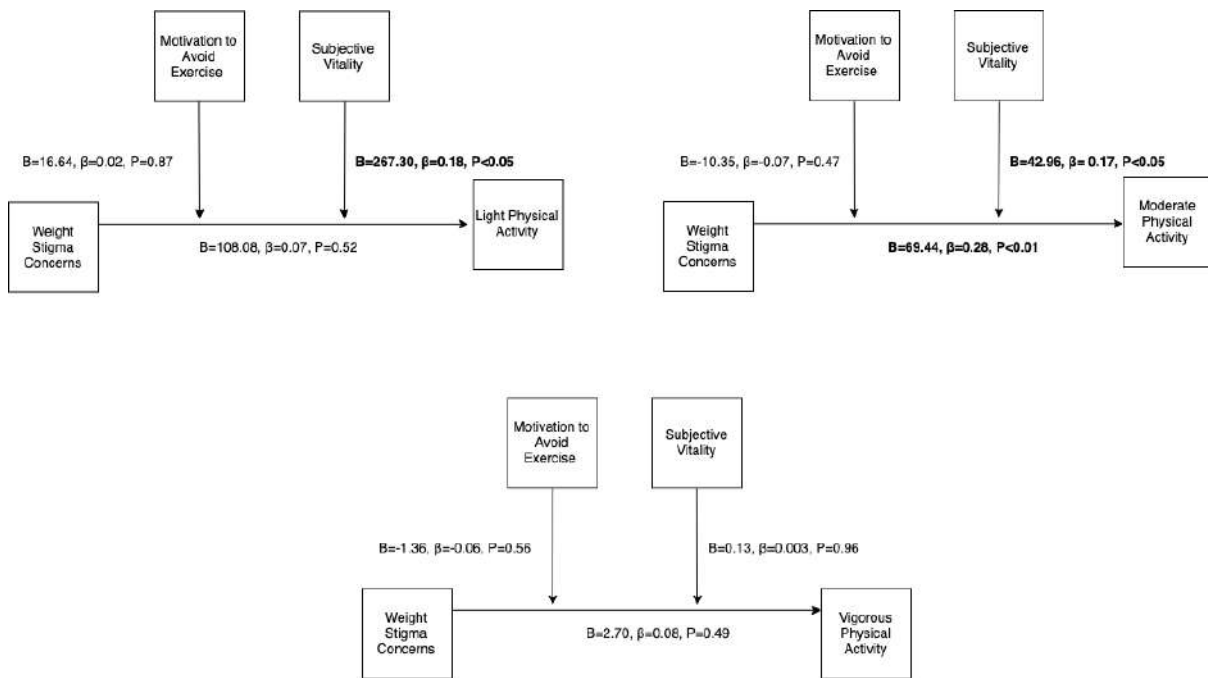 Motivation to
Avoid
Exercise
Subjective
Vitality
B=16.64, β=0.02, P=0.87
B=267.30, β=0.18, P<0.05
Weight
Stigma
Concerns
Light Physical
Activity
B=108.08, β=0.07, P=0.52
Motivation to
Avoid
Exercise
Subjective
Vitality
B=-10.35, β=-0.07, P=0.47
B=42.96, β= 0.17, P<0.05
Weight
Stigma
Concerns
Moderate
Physical
Activity
B=69.44, β=0.28, P<0.01
Motivation to
Avoid
Exercise
Subjective
Vitality
B=-1.36, β=-0.06, P=0.56
B=0.13, β=0.003, P=0.96
Weight
Stigma
Concerns
Vigorous
Physical
Activity
B=2.70, β=0.08, P=0.49